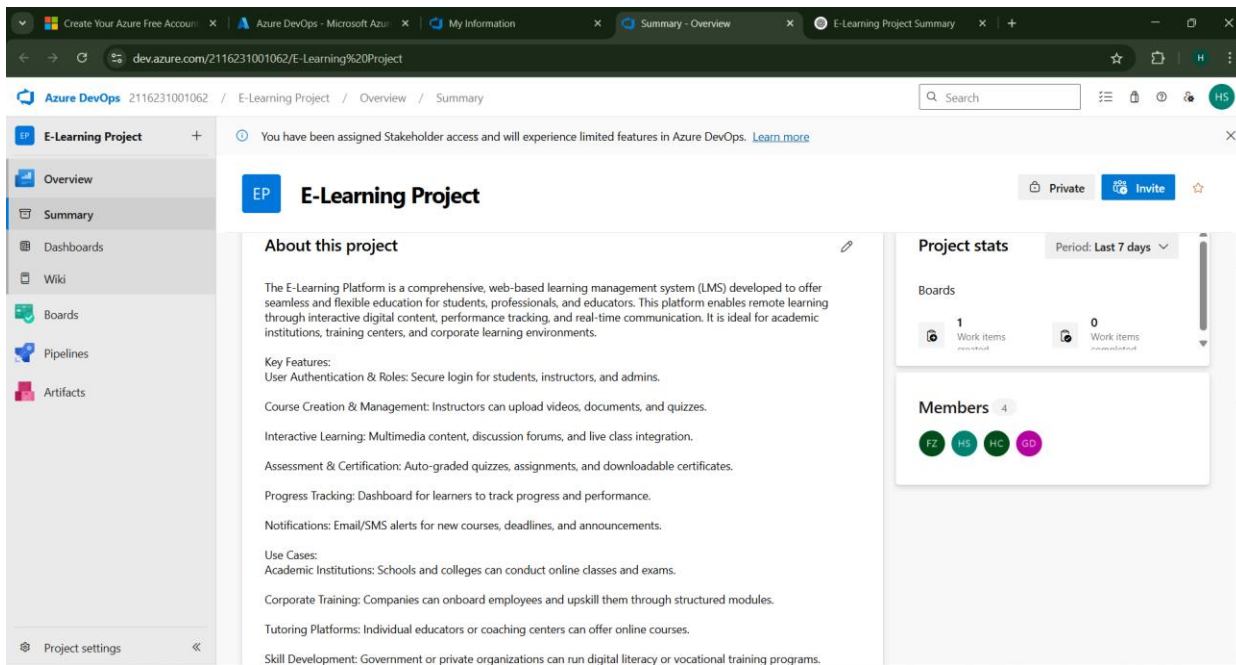 Create Your Azure Free Account
Azure DevOps - Microsoft Azur
My Information
Summary - Overview
E-Learning Project Summary
dev.azure.com/2116231001062/E-Learning%20Project
H
Azure DevOps 2116231001062 / E-Learning Project / Overview / Summary
Search
HS
EP E-Learning Project +
You have been assigned Stakeholder access and will experience limited features in Azure DevOps. Learn more
Overview
Summary
Dashboards
Wiki
Boards
Pipelines
Artifacts
Project settings
EP E-Learning Project
Private
Invite
About this project
The E-Learning Platform is a comprehensive, web-based learning management system (LMS) developed to offer
seamless and flexible education for students, professionals, and educators. This platform enables remote learning
through interactive digital content, performance tracking, and real-time communication. It is ideal for academic
institutions, training centers, and corporate learning environments.
Key Features:
User Authentication & Roles: Secure login for students, instructors, and admins.
Course Creation & Management: Instructors can upload videos, documents, and quizzes.
Interactive Learning: Multimedia content, discussion forums, and live class integration.
Assessment & Certification: Auto-graded quizzes, assignments, and downloadable certificates.
Progress Tracking: Dashboard for learners to track progress and performance.
Notifications: Email/SMS alerts for new courses, deadlines, and announcements.
Use Cases:
Academic Institutions: Schools and colleges can conduct online classes and exams.
Corporate Training: Companies can onboard employees and upskill them through structured modules.
Tutoring Platforms: Individual educators or coaching centers can offer online courses.
Skill Development: Government or private organizations can run digital literacy or vocational training programs.
Project stats
Period: Last 7 days
Boards
1
Work items
created
0
Work items
completed
Members 4
FZ HS HC GD